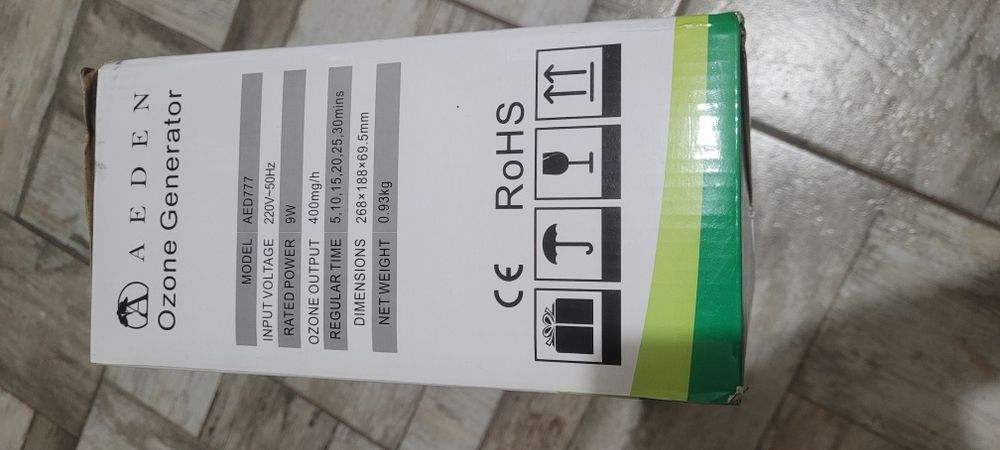 AEDEN
Ozone Generator
MODEL AED777
INPUT VOLTAGE 220V~50Hz
RATED POWER 9W
OZONE OUTPUT 400mg/h
REGULAR TIME 5,10,15,20,25,30mins
DIMENSIONS 268×188×69.5mm
NET WEIGHT 0.93kg
CE RoHS